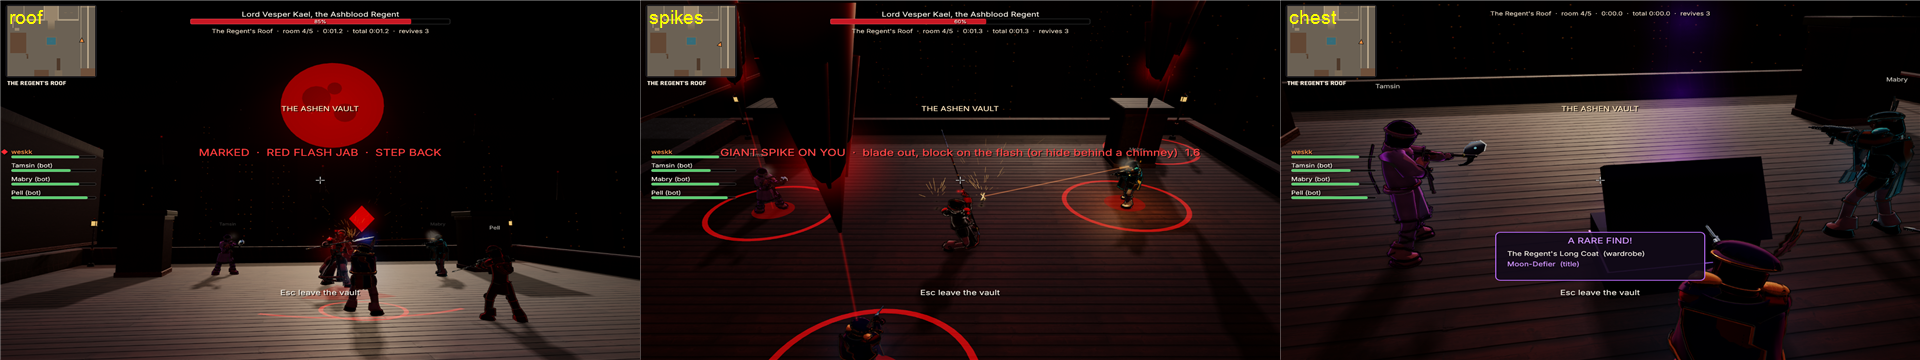 roof
Lord Vesper Kael, the Ashblood Regent
85%
The Regent's Roof · room 4/5 · 0:01.2 · total 0:01.2 · revives 3
THE REGENT'S ROOF
THE ASHEN VAULT
MARKED · RED FLASH JAB · STEP BACK
weskk
Tamsin (bot)
Mabry (bot)
Pell (bot)
Tamsin
Mabry
Pell
Esc leave the vault
spikes
Lord Vesper Kael, the Ashblood Regent
60%
The Regent's Roof · room 4/5 · 0:01.3 · total 0:01.3 · revives 3
THE REGENT'S ROOF
THE ASHEN VAULT
GIANT SPIKE ON YOU · blade out, block on the flash (or hide behind a chimney) 1.6
weskk
Tamsin (bot)
Mabry (bot)
Pell (bot)
Esc leave the vault
chest
The Regent's Roof · room 4/5 · 0:00.0 · total 0:00.0 · revives 3
THE REGENT'S ROOF
Tamsin
Mabry
THE ASHEN VAULT
weskk
Tamsin (bot)
Mabry (bot)
Pell (bot)
A RARE FIND!
The Regent's Long Coat (wardrobe)
Moon-Defier (title)
Esc leave the vault